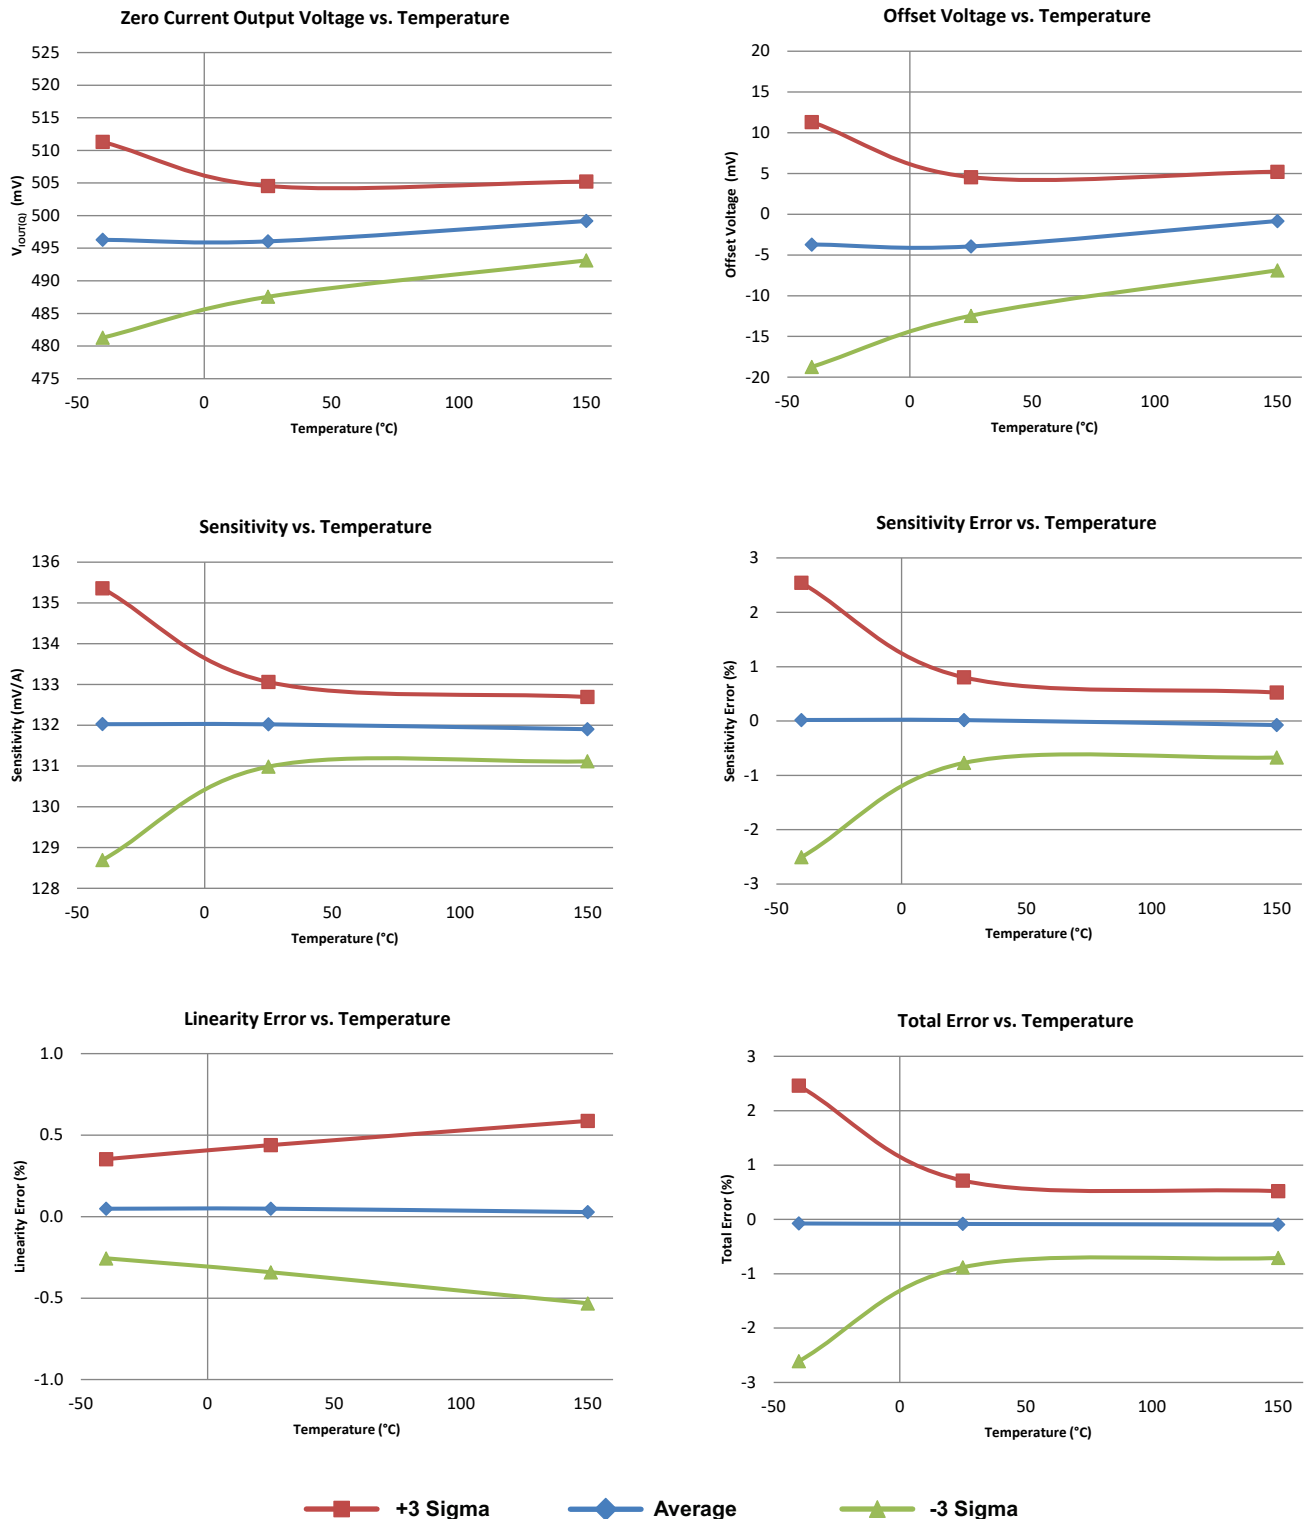 Zero Current Output Voltage vs. Temperature
525
520
515
510
505
500
495
490
485
480
475
-50 0 50 100 150
VIOUT(Q) (mV)
Temperature (°C)
Offset Voltage vs. Temperature
20
15
10
5
0
-5
-10
-15
-20
-50 0 50 100 150
Offset Voltage (mV)
Temperature (°C)
Sensitivity vs. Temperature
136
135
134
133
132
131
130
129
128
-50 0 50 100 150
Sensitivity (mV/A)
Temperature (°C)
Sensitivity Error vs. Temperature
3
2
1
0
-1
-2
-3
-50 0 50 100 150
Sensitivity Error (%)
Temperature (°C)
Linearity Error vs. Temperature
1.0
0.5
0.0
-0.5
-1.0
-50 0 50 100 150
Linearity Error (%)
Temperature (°C)
Total Error vs. Temperature
3
2
1
0
-1
-2
-3
-50 0 50 100 150
Total Error (%)
Temperature (°C)
+3 Sigma Average -3 Sigma